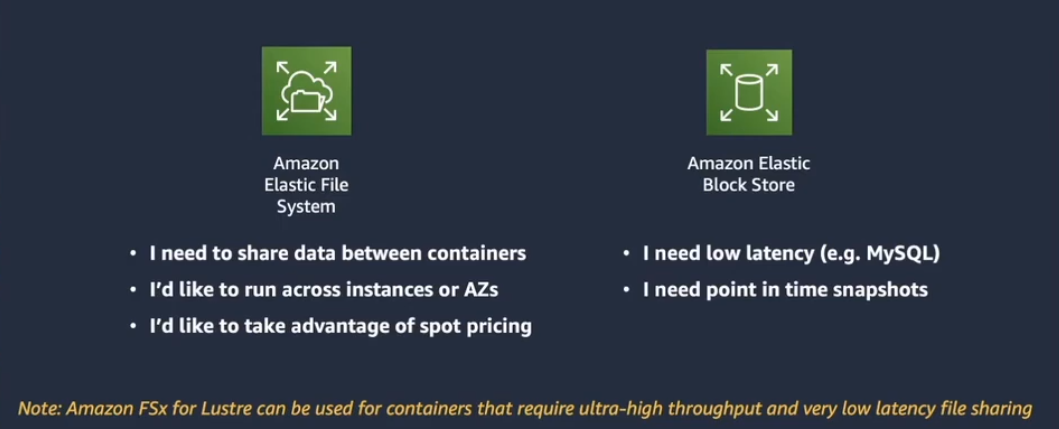 Amazon
Elastic File
System
• I need to share data between containers
• I'd like to run across instances or AZs
• I'd like to take advantage of spot pricing
Amazon Elastic
Block Store
• I need low latency (e.g. MySQL)
• I need point in time snapshots
Note: Amazon FSx for Lustre can be used for containers that require ultra-high throughput and very low latency file sharing